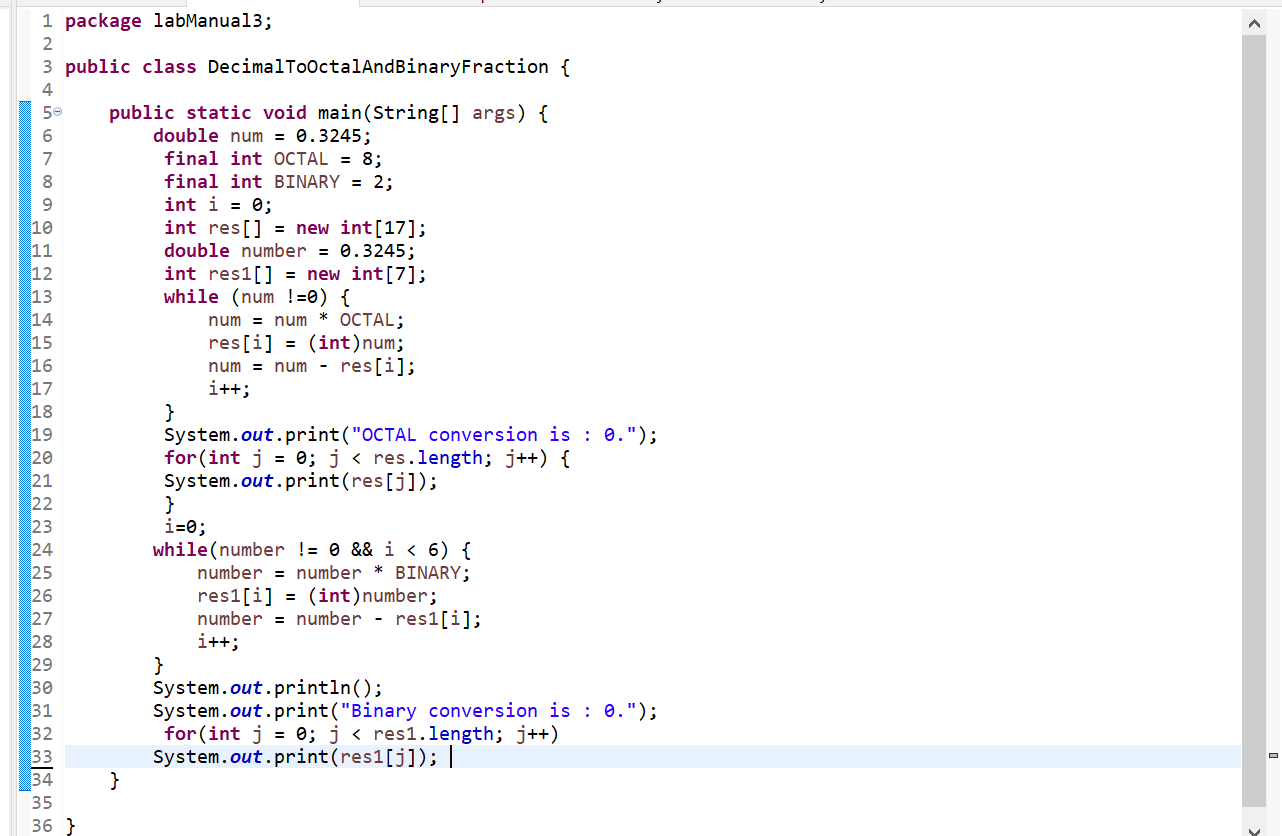 1 package labManual3;
2
3 public class DecimalToOctalAndBinaryFraction {
4
5     public static void main(String[] args) {
6         double num = 0.3245;
7          final int OCTAL = 8;
8          final int BINARY = 2;
9          int i = 0;
10          int res[] = new int[17];
11          double number = 0.3245;
12          int res1[] = new int[7];
13          while (num !=0) {
14              num = num * OCTAL;
15              res[i] = (int)num;
16              num = num - res[i];
17              i++;
18          }
19          System.out.print("OCTAL conversion is : 0.");
20          for(int j = 0; j < res.length; j++) {
21          System.out.print(res[j]);
22          }
23          i=0;
24         while(number != 0 && i < 6) {
25             number = number * BINARY;
26             res1[i] = (int)number;
27             number = number - res1[i];
28             i++;
29         }
30         System.out.println();
31         System.out.print("Binary conversion is : 0.");
32          for(int j = 0; j < res1.length; j++)
33         System.out.print(res1[j]);
34     }
35
36 }